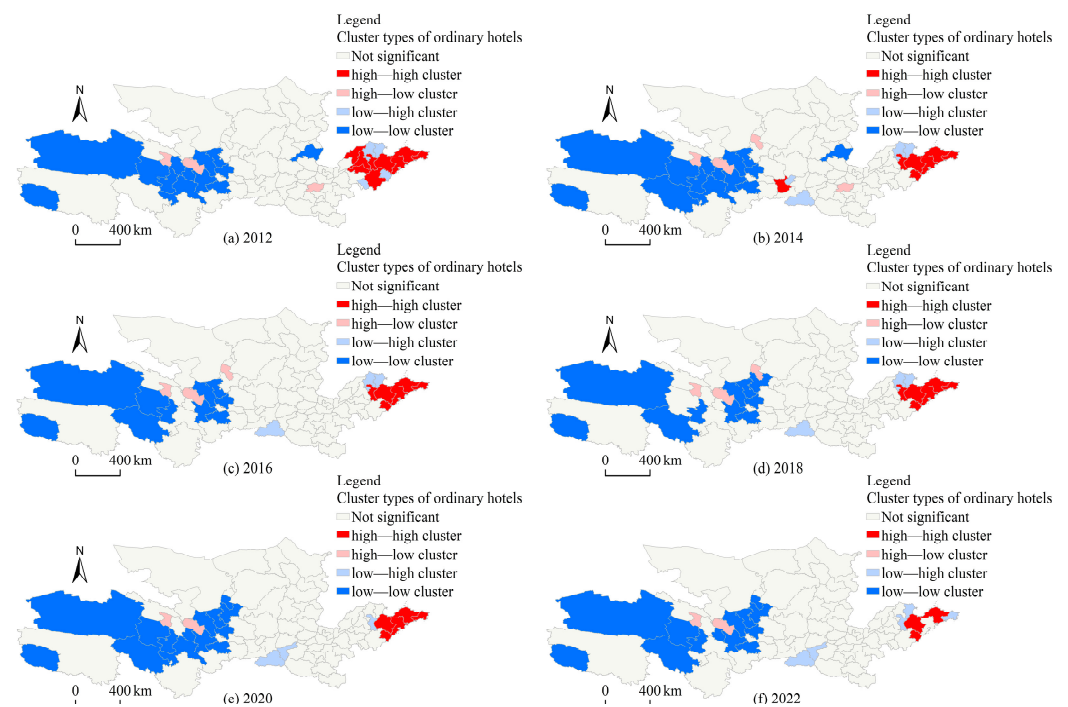 Legend
Cluster types of ordinary hotels
Not significant
high—high cluster
high—low cluster
low—high cluster
low—low cluster
N
0 400 km
(a) 2012
Legend
Cluster types of ordinary hotels
Not significant
high—high cluster
high—low cluster
low—high cluster
low—low cluster
N
0 400 km
(b) 2014
Legend
Cluster types of ordinary hotels
Not significant
high—high cluster
high—low cluster
low—high cluster
low—low cluster
N
0 400 km
(c) 2016
Legend
Cluster types of ordinary hotels
Not significant
high—high cluster
high—low cluster
low—high cluster
low—low cluster
N
0 400 km
(d) 2018
Legend
Cluster types of ordinary hotels
Not significant
high—high cluster
high—low cluster
low—high cluster
low—low cluster
N
0 400 km
(e) 2020
Legend
Cluster types of ordinary hotels
Not significant
high—high cluster
high—low cluster
low—high cluster
low—low cluster
N
0 400 km
(f) 2022